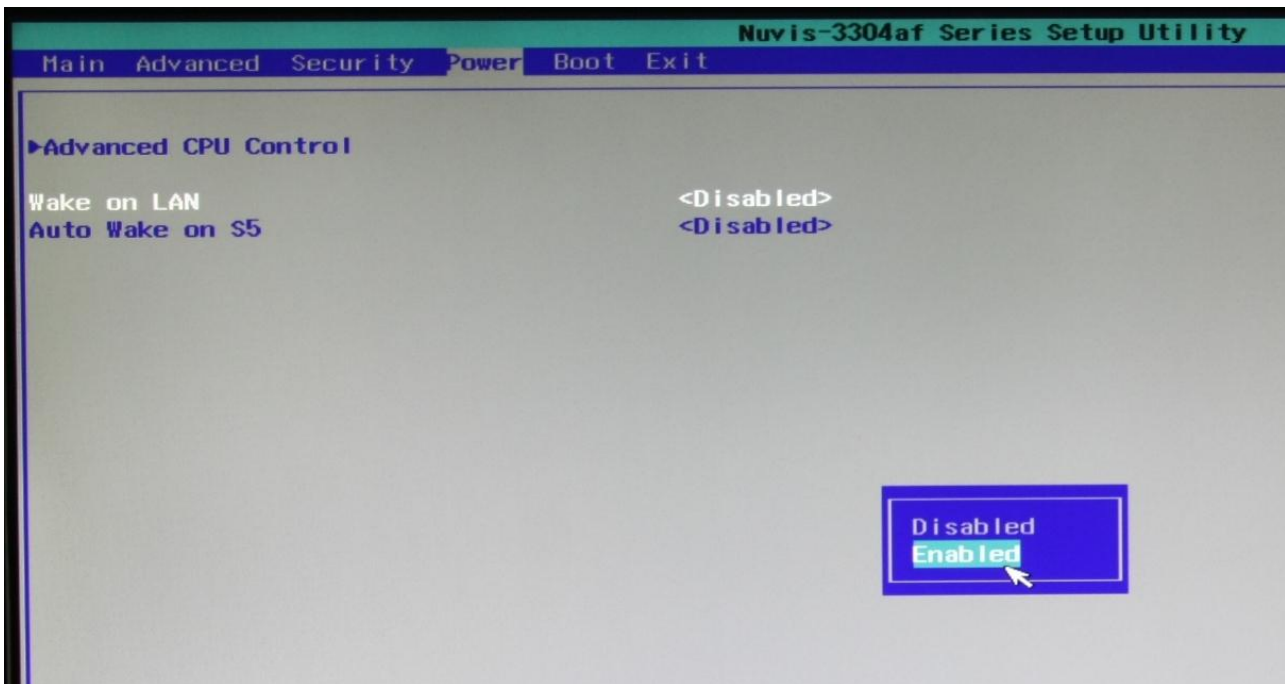 Nuvis-3304af Series Setup Utility
Main Advanced Security Power Boot Exit
▶Advanced CPU Control
Wake on LAN <Disabled>
Auto Wake on S5 <Disabled>
Disabled
Enabled